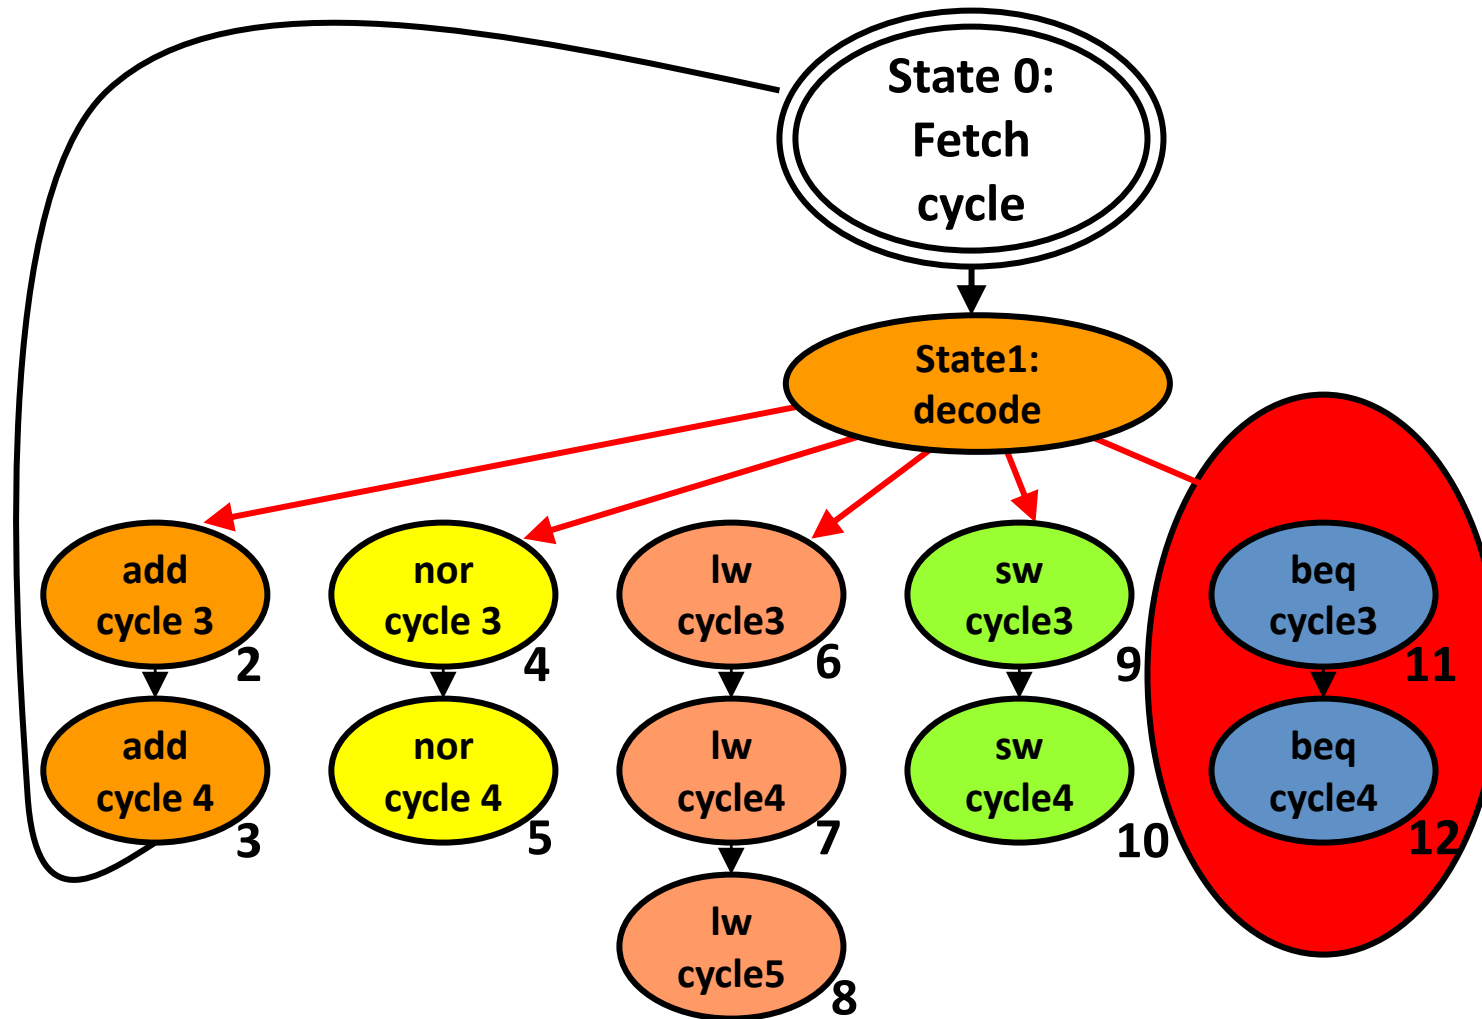 State 0:
Fetch
cycle
State1:
decode
add
cycle 3
2
nor
cycle 3
4
lw
cycle3
6
sw
cycle3
9
beq
cycle3
11
add
cycle 4
3
nor
cycle 4
5
lw
cycle4
7
sw
cycle4
10
beq
cycle4
12
lw
cycle5
8